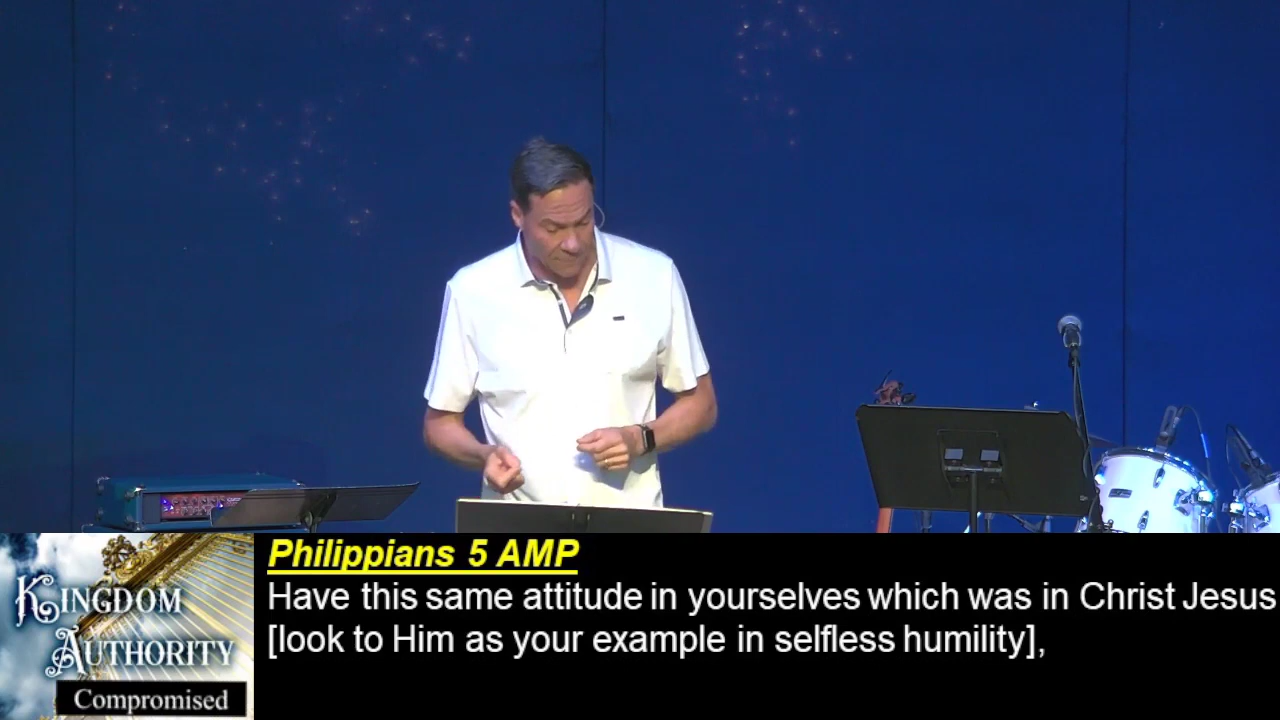 Philippians 5 AMP
Have this same attitude in yourselves which was in Christ Jesus
[look to Him as your example in selfless humility],
KINGDOM
AUTHORITY
Compromised